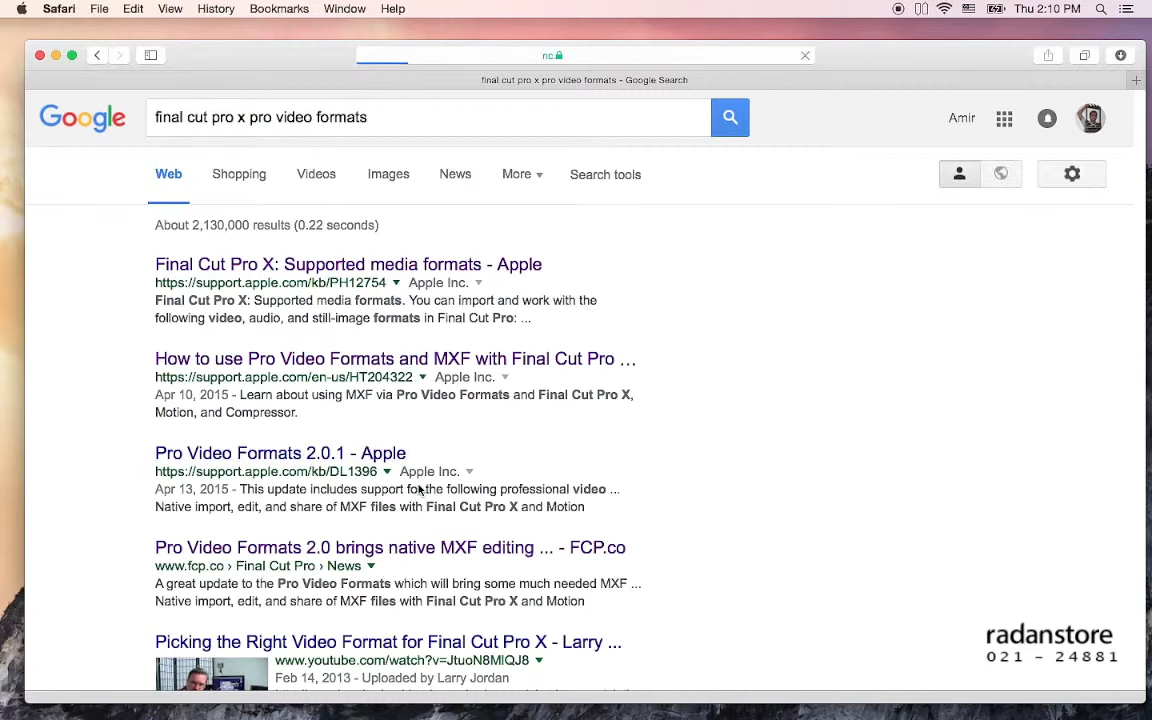 Safari File Edit View History Bookmarks Window Help Thu 2:10 PM
nc
final cut pro x pro video formats - Google Search
Google final cut pro x pro video formats Amir
Web Shopping Videos Images News More Search tools
About 2,130,000 results (0.22 seconds)
Final Cut Pro X: Supported media formats - Apple
https://support.apple.com/kb/PH12754 Apple Inc.
Final Cut Pro X: Supported media formats. You can import and work with the
following video, audio, and still-image formats in Final Cut Pro: ...
How to use Pro Video Formats and MXF with Final Cut Pro ...
https://support.apple.com/en-us/HT204322 Apple Inc.
Apr 10, 2015 - Learn about using MXF via Pro Video Formats and Final Cut Pro X,
Motion, and Compressor.
Pro Video Formats 2.0.1 - Apple
https://support.apple.com/kb/DL1396 Apple Inc.
Apr 13, 2015 - This update includes support for the following professional video ...
Native import, edit, and share of MXF files with Final Cut Pro X and Motion
Pro Video Formats 2.0 brings native MXF editing ... - FCP.co
www.fcp.co › Final Cut Pro › News
A great update to the Pro Video Formats which will bring some much needed MXF ...
Native import, edit, and share of MXF files with Final Cut Pro X and Motion
Picking the Right Video Format for Final Cut Pro X - Larry ...
www.youtube.com/watch?v=JtuoN8MlQJ8
Feb 14, 2013 - Uploaded by Larry Jordan
radanstore
021 - 24881